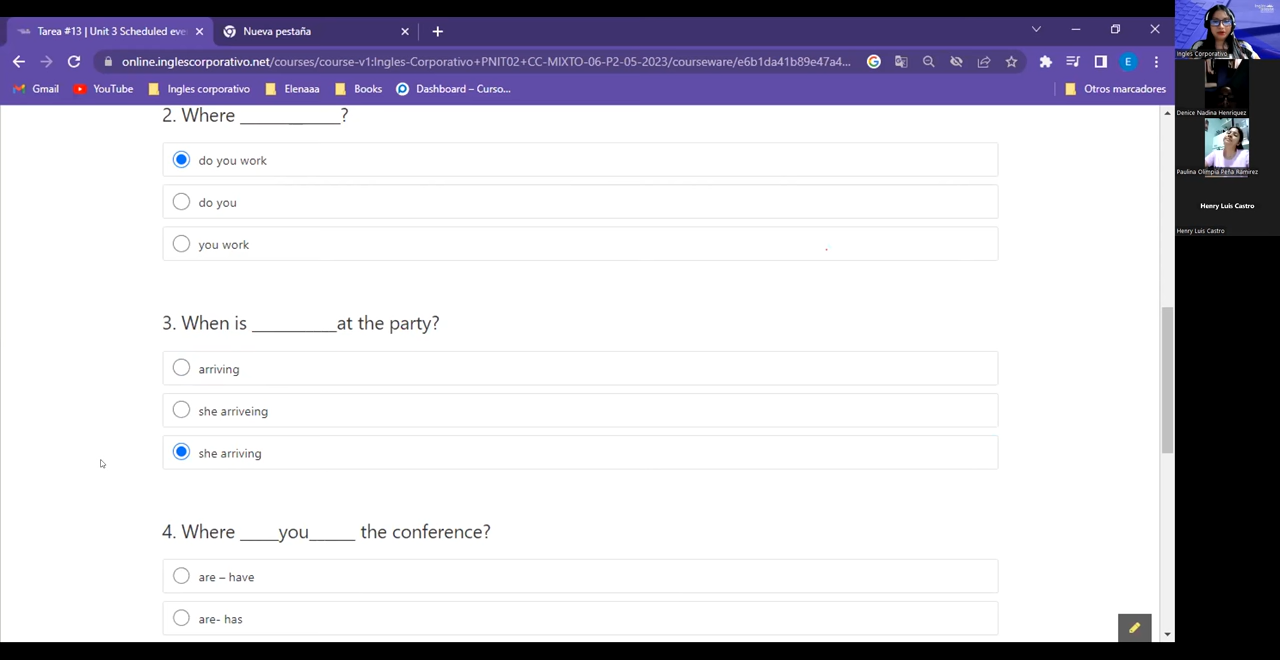 Tarea #13 | Unit 3 Scheduled eve
Nueva pestaña
online.inglescorporativo.net/courses/course-v1:Ingles-Corporativo+PNIT02+CC-MIXTO-06-P2-05-2023/courseware/e6b1da41b89e47a4...
E
Gmail
YouTube
Ingles corporativo
Elenaaa
Books
Dashboard – Curso...
Otros marcadores
2. Where ____________?
do you work
do you
you work
3. When is __________at the party?
arriving
she arriveing
she arriving
4. Where _____you______ the conference?
are – have
are- has
Ingles Corporativo
Denice Nadina Henriquez
Paulina Olimpia Peña Ramirez
Henry Luis Castro
Henry Luis Castro